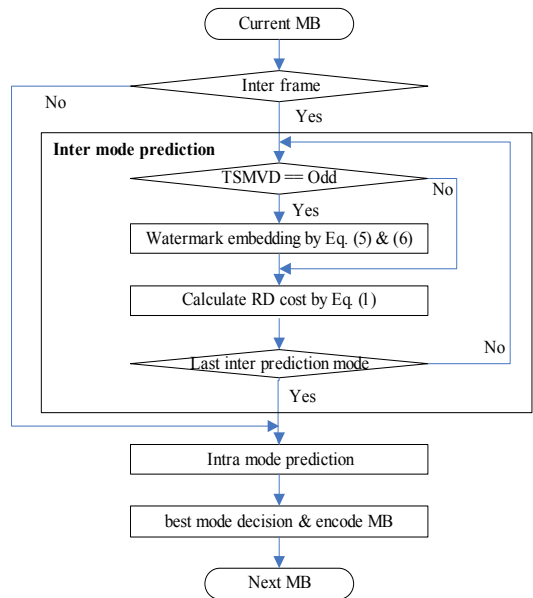 Current MB
Inter frame
No
Yes
Inter mode prediction
TSMVD == Odd
No
Yes
Watermark embedding by Eq. (5) & (6)
Calculate RD cost by Eq. (1)
Last inter prediction mode
No
Yes
Intra mode prediction
best mode decision & encode MB
Next MB